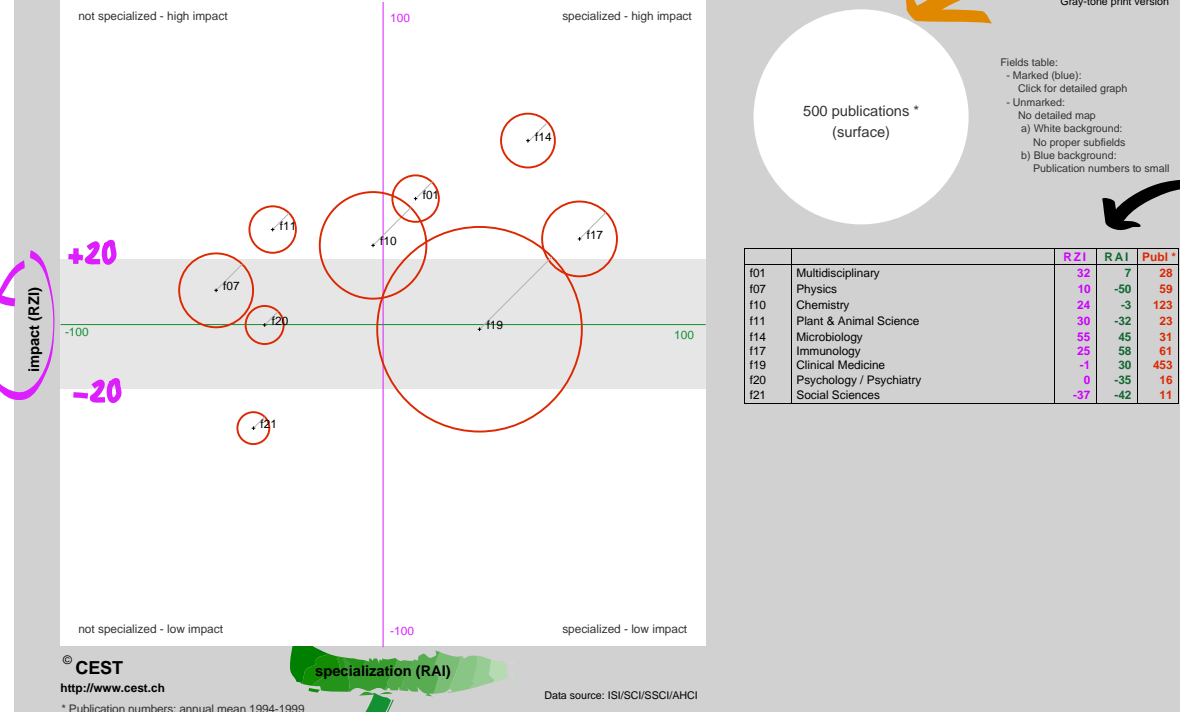 Gray-tone print version
not specialized - high impact
100
specialized - high impact
500 publications *
(surface)
Fields table:
- Marked (blue):
Click for detailed graph
- Unmarked:
No detailed map
a) White background:
No proper subfields
b) Blue background:
Publication numbers to small
f14
f01
f11
f10
f17
+20
f07
f20
f19
-100
100
impact (RZI)
-20
f21
RZI RAI Publ *
f01 Multidisciplinary 32 7 28
f07 Physics 10 -50 59
f10 Chemistry 24 -3 123
f11 Plant & Animal Science 30 -32 23
f14 Microbiology 55 45 31
f17 Immunology 25 58 61
f19 Clinical Medicine -1 30 453
f20 Psychology / Psychiatry 0 -35 16
f21 Social Sciences -37 -42 11
not specialized - low impact
-100
specialized - low impact
© CEST
specialization (RAI)
http://www.cest.ch
Data source: ISI/SCI/SSCI/AHCI
* Publication numbers: annual mean 1994-1999